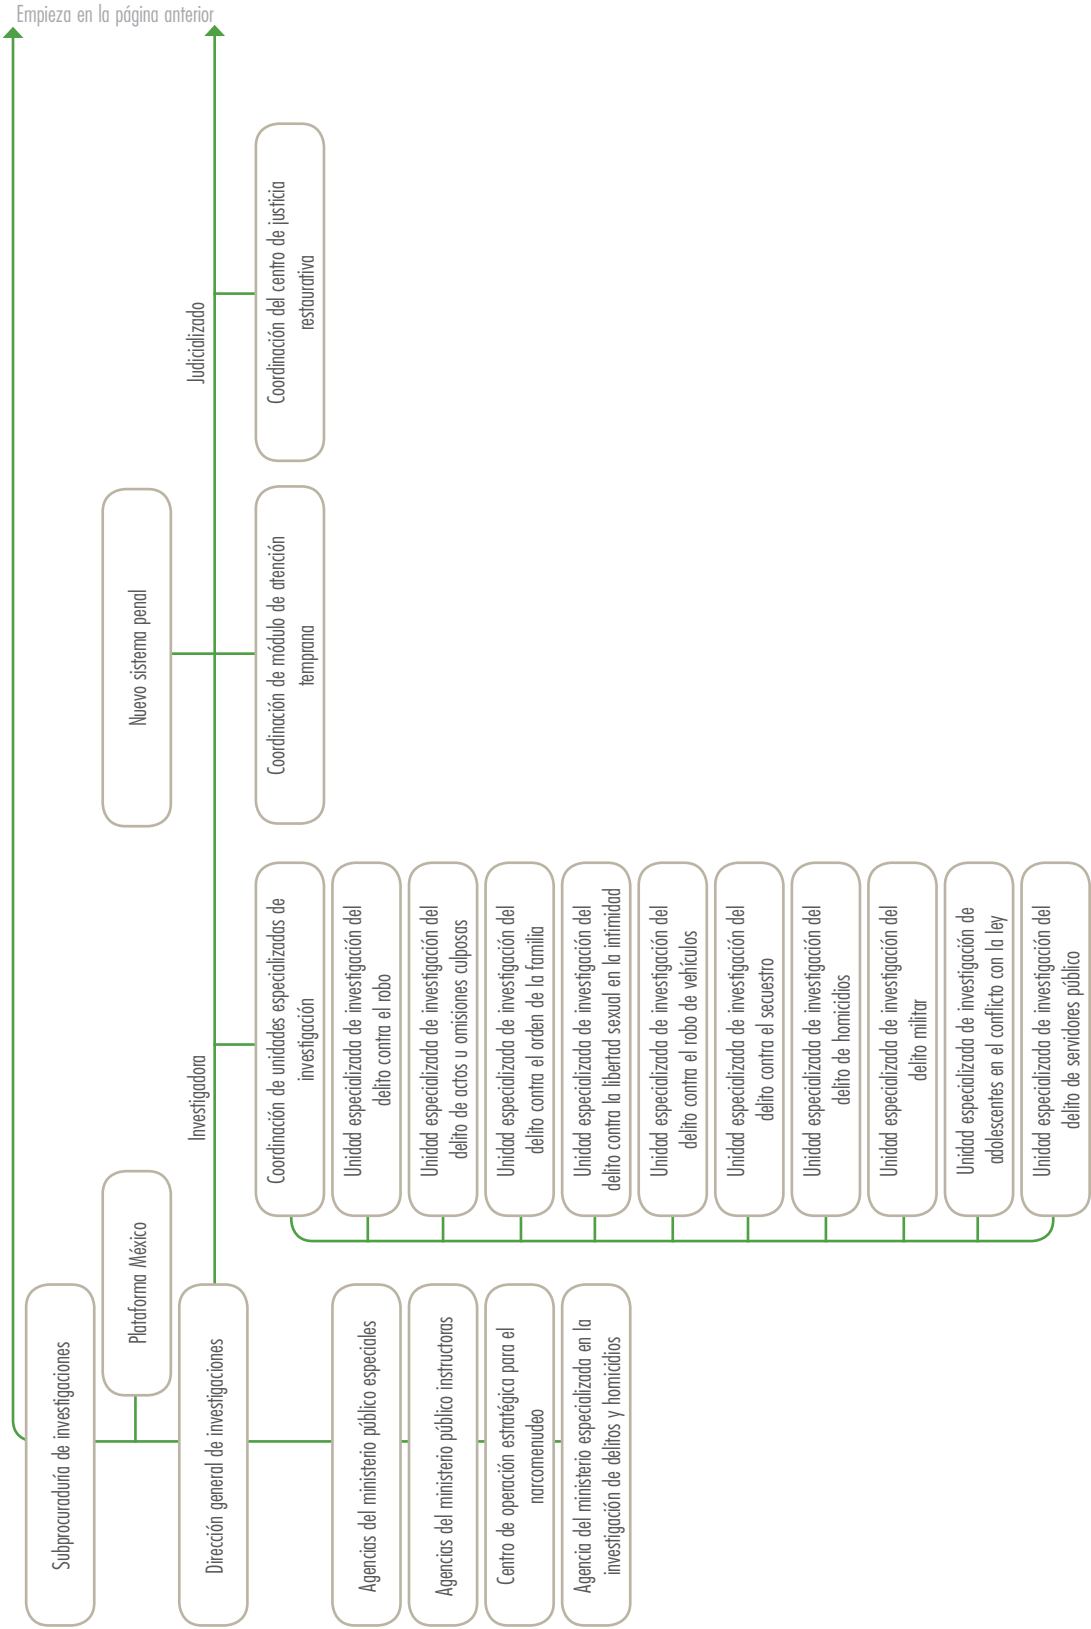 Empieza en la página anterior
Subprocuraduría de investigaciones
Plataforma México
Nuevo sistema penal
Dirección general de investigaciones
Investigadora
Judicializado
Agencias del ministerio público especiales
Agencias del ministerio público instructoras
Centro de operación estratégica para el
narcomenudeo
Agencia del ministerio especializada en la
investigación de delitos y homicidios
Coordinación de unidades especializadas de
investigación
Unidad especializada de investigación del
delito contra el robo
Unidad especializada de investigación del
delito de actos u omisiones culposas
Unidad especializada de investigación del
delito contra el orden de la familia
Unidad especializada de investigación del
delito contra la libertad sexual en la intimidad
Unidad especializada de investigación del
delito contra el robo de vehículos
Unidad especializada de investigación del
delito contra el secuestro
Unidad especializada de investigación del
delito de homicidios
Unidad especializada de investigación del
delito militar
Unidad especializada de investigación de
adolescentes en el conflicto con la ley
Unidad especializada de investigación del
delito de servidores público
Coordinación de módulo de atención
temprana
Coordinación del centro de justicia
restaurativa